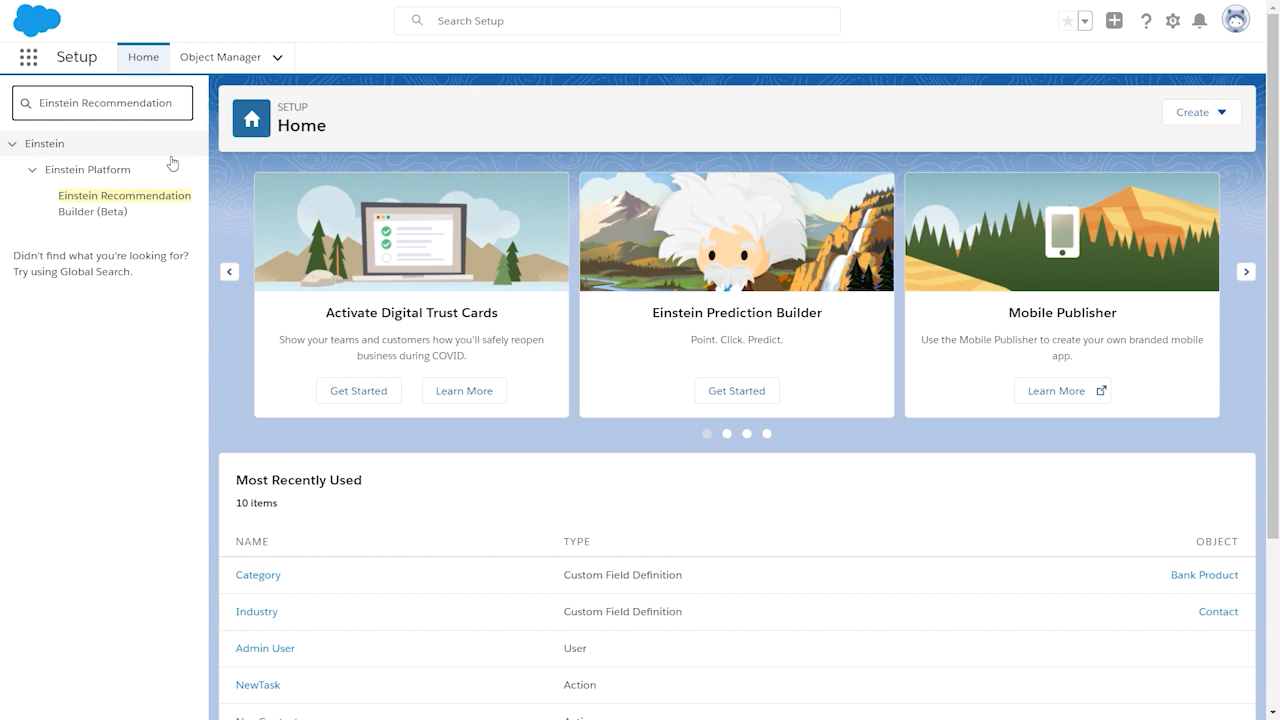 Search Setup
Setup
Home
Object Manager
Einstein Recommendation
Einstein
Einstein Platform
Einstein Recommendation
Builder (Beta)
Didn't find what you're looking for?
Try using Global Search.
SETUP
Home
Create
Activate Digital Trust Cards
Show your teams and customers how you'll safely reopen
business during COVID.
Get Started
Learn More
Einstein Prediction Builder
Point. Click. Predict.
Get Started
Mobile Publisher
Use the Mobile Publisher to create your own branded mobile
app.
Learn More
Most Recently Used
10 items
NAME TYPE OBJECT
Category Custom Field Definition Bank Product
Industry Custom Field Definition Contact
Admin User User
NewTask Action